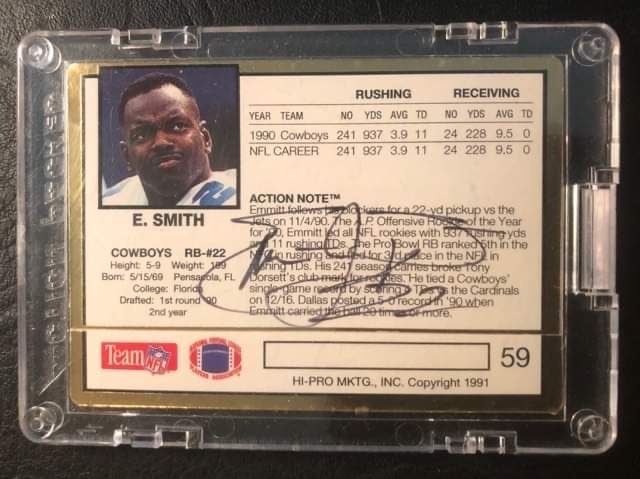 RUSHING RECEIVING
YEAR TEAM NO YDS AVG TD NO YDS AVG TD
1990 Cowboys 241 937 3.9 11 24 228 9.5 0
NFL CAREER 241 937 3.9 11 24 228 9.5 0
E. SMITH
COWBOYS RB-#22
Height: 5-9 Weight: 199
Born: 5/15/69 Pensacola, FL
College: Florida
Drafted: 1st round '90
2nd year
ACTION NOTE™
Emmitt follows blockers for a 22-yd pickup vs the
Jets on 11/4/90. The A.P. Offensive Rookie of the Year
for '90, Emmitt led all NFL rookies with 937 rushing yds
and 11 rushing TDs. The Pro Bowl RB ranked 5th in the
NFC in rushing and tied for 3rd place in the NFL in
rushing TDs. His 241 season carries broke Tony
Dorsett's club mark for rookies. He tied a Cowboys'
single-game record by scoring 4 TDs vs the Cardinals
on 12/16. Dallas posted a 5-0 record in '90 when
Emmitt carried the ball 20 times or more.
Team NFL
59
HI-PRO MKTG., INC. Copyright 1991